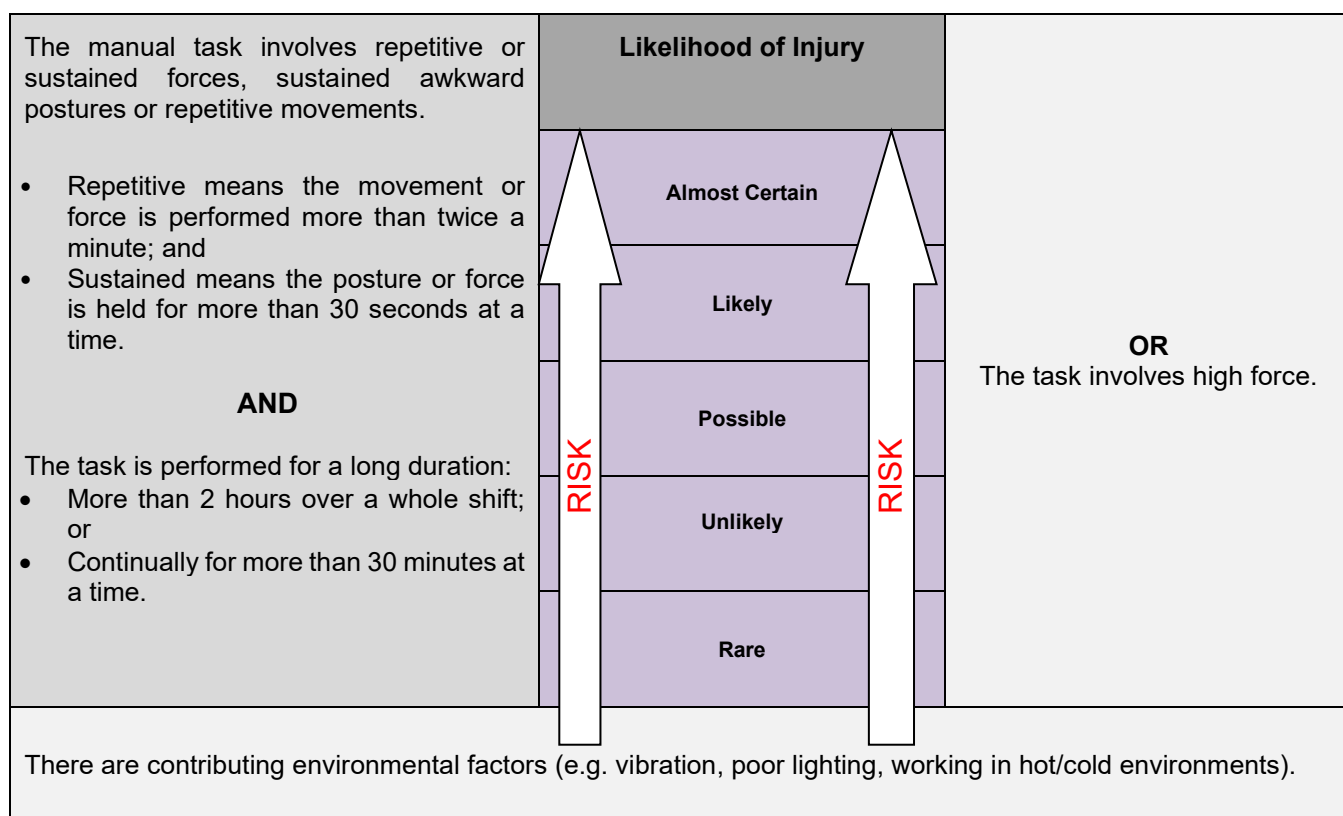 The manual task involves repetitive or
sustained forces, sustained awkward
postures or repetitive movements.
• Repetitive means the movement or
force is performed more than twice a
minute; and
• Sustained means the posture or force
is held for more than 30 seconds at a
time.
AND
The task is performed for a long duration:
• More than 2 hours over a whole shift;
or
• Continually for more than 30 minutes at
a time.
Likelihood of Injury
Almost Certain
Likely
Possible
Unlikely
Rare
RISK
RISK
OR
The task involves high force.
There are contributing environmental factors (e.g. vibration, poor lighting, working in hot/cold environments).